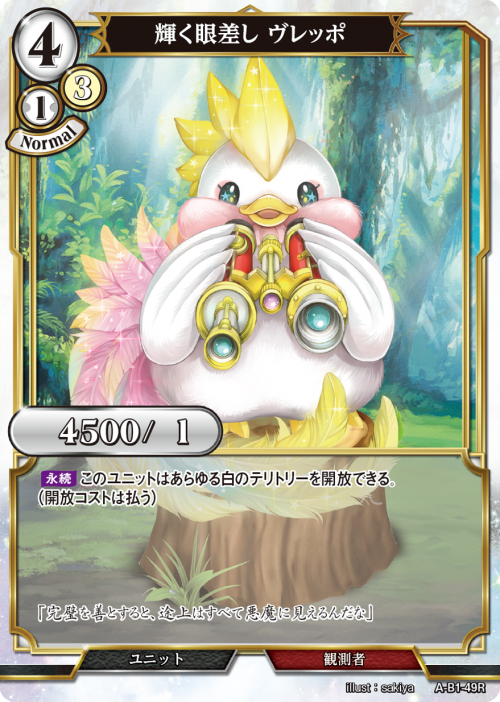 4
輝く眼差し ヴレッポ
1
3
Normal
4500/ 1
永続 このユニットはあらゆる白のテリトリーを開放できる。
(開放コストは払う)
「完璧を善とすると、途上はすべて悪魔に見えるんだな」
ユニット
観測者
illust : sakiya
A-B1-49R